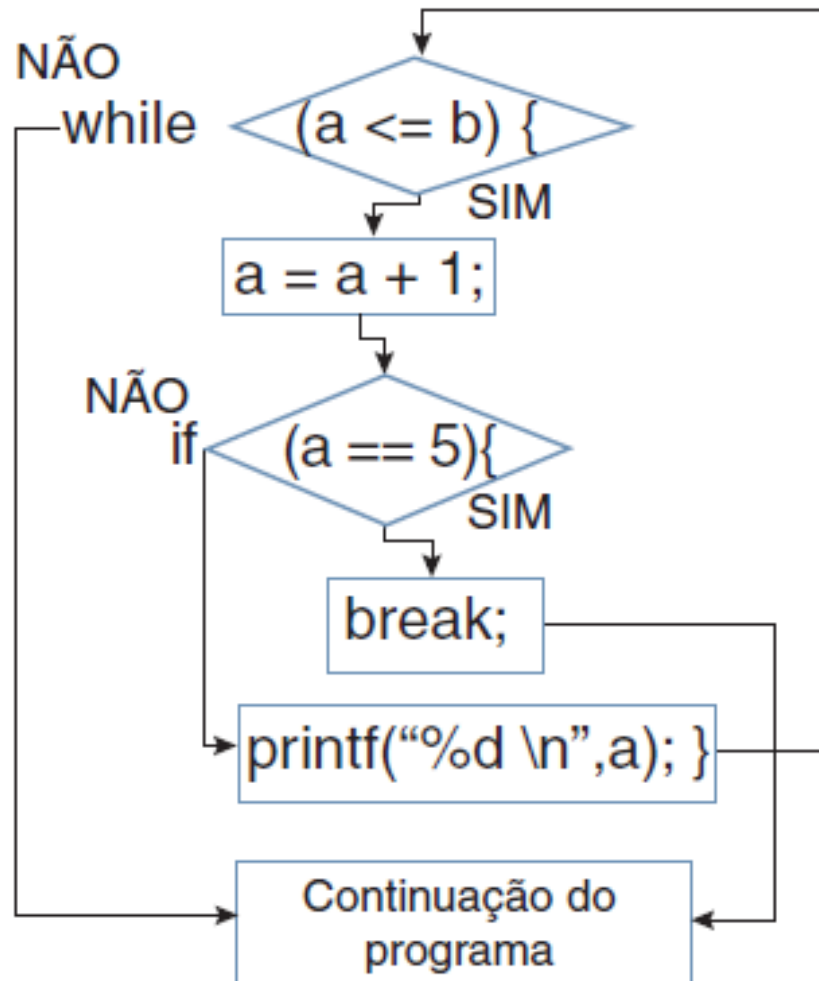 NÃO
while (a <= b) {
SIM
a = a + 1;
NÃO
if (a == 5){
SIM
break;
printf(“%d \n”,a); }
Continuação do
programa